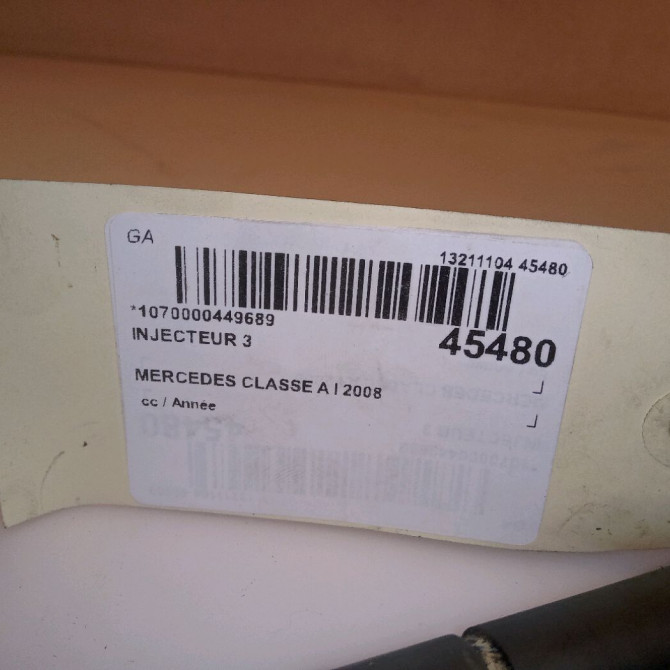 GA
13211104 45480
*1070000449689
INJECTEUR 3
45480
MERCEDES CLASSE A I 2008
cc / Année